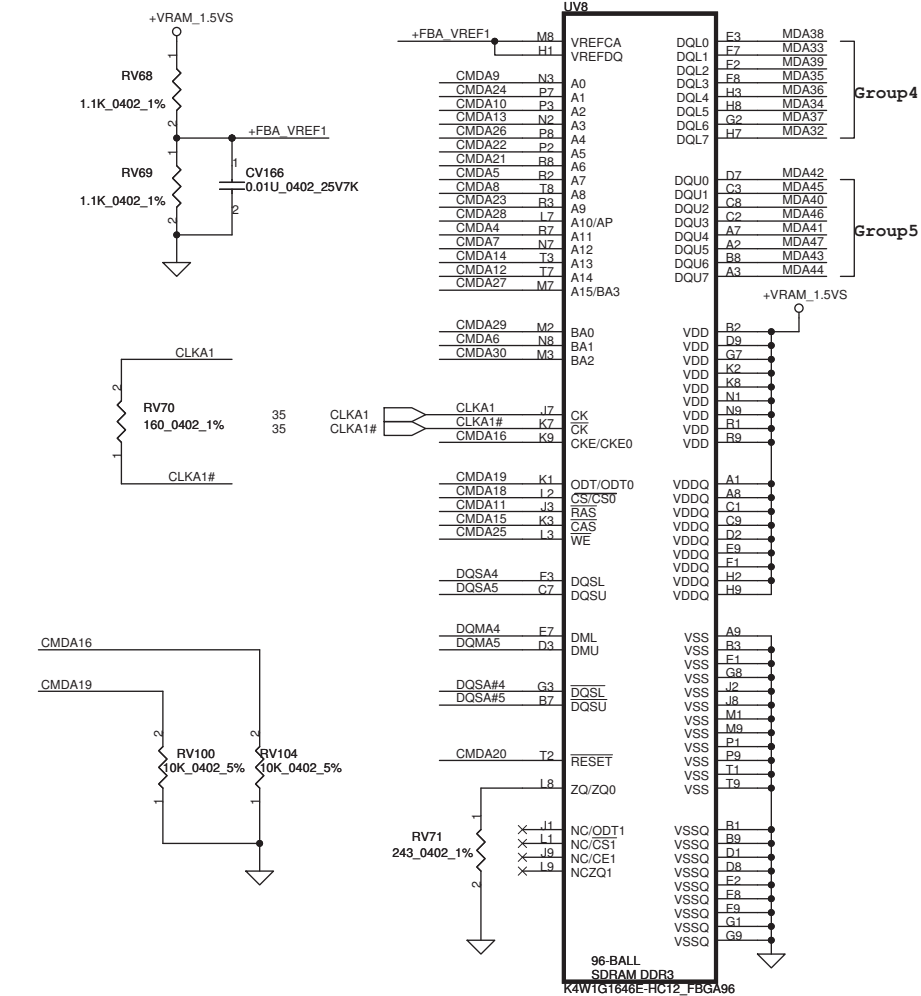 UV8
+VRAM_1.5VS
1
RV68
1.1K_0402_1%
2
+FBA_VREF1
1
RV69
1.1K_0402_1%
2
1
CV166
0.01U_0402_25V7K
2
CLKA1
2
RV70
160_0402_1%
1
CLKA1#
35 CLKA1
35 CLKA1#
CMDA16
CMDA19
2
RV100
10K_0402_5%
1
2
RV104
10K_0402_5%
1
+FBA_VREF1 M8 VREFCA
H1 VREFDQ
CMDA9 N3 A0
CMDA24 P7 A1
CMDA10 P3 A2
CMDA13 N2 A3
CMDA26 P8 A4
CMDA22 P2 A5
CMDA21 R8 A6
CMDA5 R2 A7
CMDA8 T8 A8
CMDA23 R3 A9
CMDA28 L7 A10/AP
CMDA4 R7 A11
CMDA7 N7 A12
CMDA14 T3 A13
CMDA12 T7 A14
CMDA27 M7 A15/BA3
CMDA29 M2 BA0
CMDA6 N8 BA1
CMDA30 M3 BA2
CLKA1 J7 CK
CLKA1# K7 CK
CMDA16 K9 CKE/CKE0
CMDA19 K1 ODT/ODT0
CMDA18 L2 CS/CS0
CMDA11 J3 RAS
CMDA15 K3 CAS
CMDA25 L3 WE
DQSA4 F3 DQSL
DQSA5 C7 DQSU
DQMA4 E7 DML
DQMA5 D3 DMU
DQSA#4 G3 DQSL
DQSA#5 B7 DQSU
CMDA20 T2 RESET
L8 ZQ/ZQ0
1
RV71
243_0402_1%
2
J1 NC/ODT1
L1 NC/CS1
J9 NC/CE1
L9 NCZQ1
DQL0 E3 MDA38
DQL1 F7 MDA33
DQL2 F2 MDA39
DQL3 F8 MDA35
DQL4 H3 MDA36
DQL5 H8 MDA34
DQL6 G2 MDA37
DQL7 H7 MDA32
Group4
DQU0 D7 MDA42
DQU1 C3 MDA45
DQU2 C8 MDA40
DQU3 C2 MDA46
DQU4 A7 MDA41
DQU5 A2 MDA47
DQU6 B8 MDA43
DQU7 A3 MDA44
Group5
+VRAM_1.5VS
VDD B2
VDD D9
VDD G7
VDD K2
VDD K8
VDD N1
VDD N9
VDD R1
VDD R9
VDDQ A1
VDDQ A8
VDDQ C1
VDDQ C9
VDDQ D2
VDDQ E9
VDDQ F1
VDDQ H2
VDDQ H9
VSS A9
VSS B3
VSS E1
VSS G8
VSS J2
VSS J8
VSS M1
VSS M9
VSS P1
VSS P9
VSS T1
VSS T9
VSSQ B1
VSSQ B9
VSSQ D1
VSSQ D8
VSSQ E2
VSSQ E8
VSSQ F9
VSSQ G1
VSSQ G9
96-BALL
SDRAM DDR3
K4W1G1646E-HC12_FBGA96